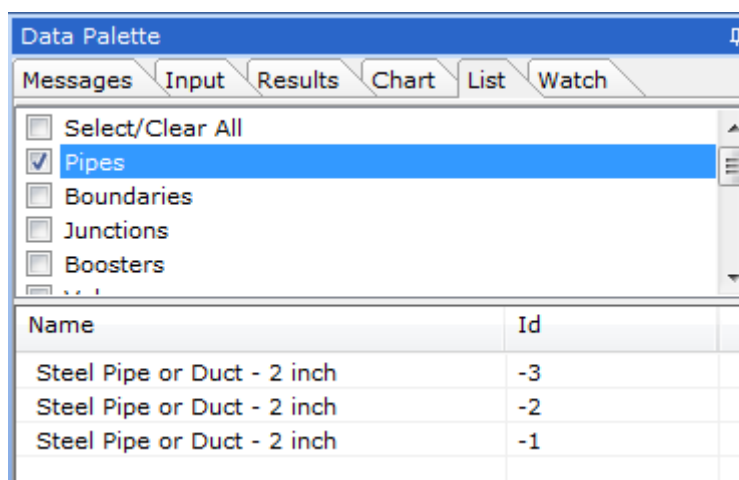 Data Palette
Messages Input Results Chart List Watch
Select/Clear All
Pipes
Boundaries
Junctions
Boosters
Name Id
Steel Pipe or Duct - 2 inch -3
Steel Pipe or Duct - 2 inch -2
Steel Pipe or Duct - 2 inch -1